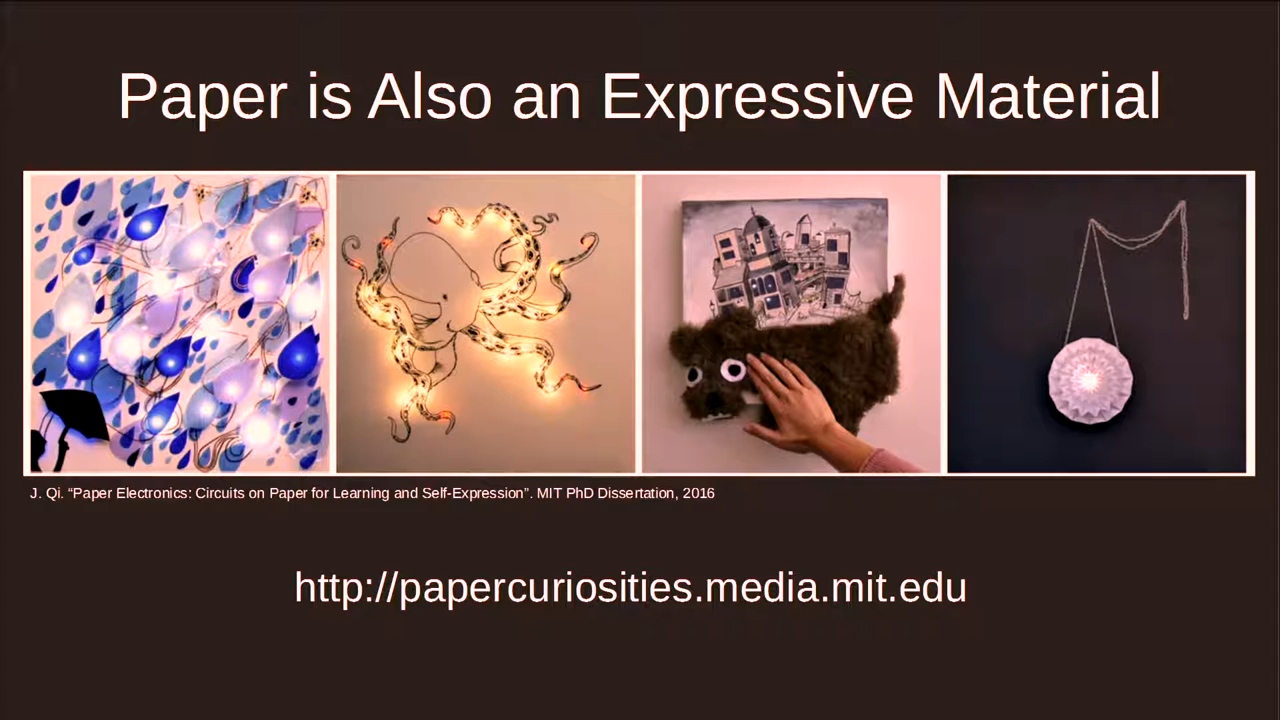 Paper is Also an Expressive Material
J. Qi. “Paper Electronics: Circuits on Paper for Learning and Self-Expression”. MIT PhD Dissertation, 2016
http://papercuriosities.media.mit.edu